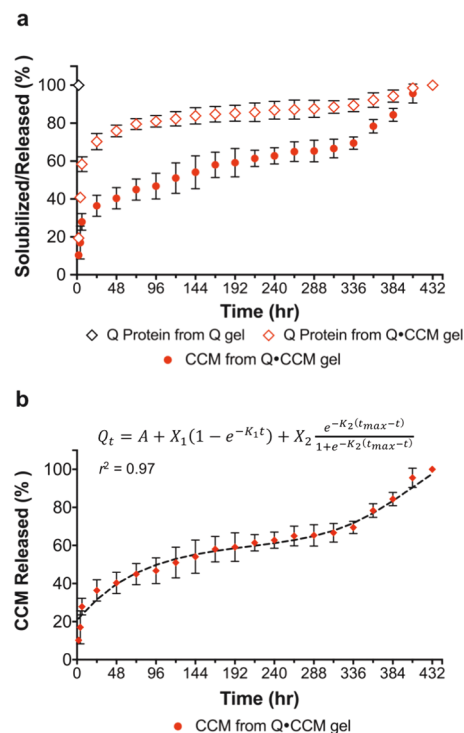 a
Solubilized/Released (% )
100
80
60
40
20
0
0 48 96 144 192 240 288 336 384 432
Time (hr)
Q Protein from Q gel Q Protein from Q•CCM gel
CCM from Q•CCM gel
b
Q_t = A + X_1(1 − e^{−K_1t}) + X_2 \frac{e^{−K_2(t_{max}−t)}}{1+e^{−K_2(t_{max}−t)}}
r² = 0.97
CCM Released (% )
100
80
60
40
20
0
0 48 96 144 192 240 288 336 384 432
Time (hr)
CCM from Q•CCM gel